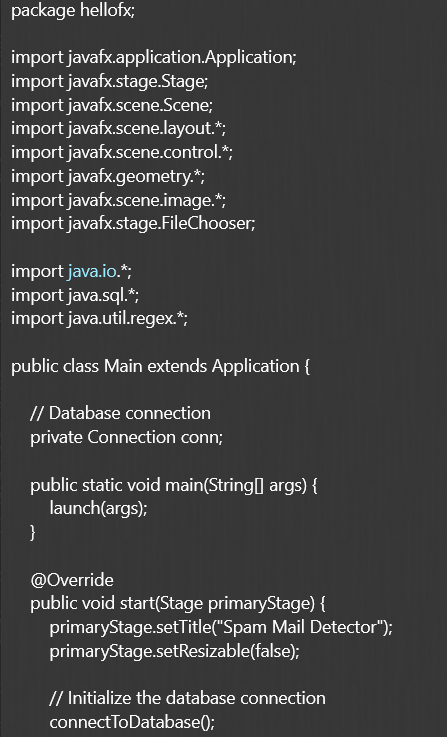 package hellofx;
import javafx.application.Application;
import javafx.stage.Stage;
import javafx.scene.Scene;
import javafx.scene.layout.*;
import javafx.scene.control.*;
import javafx.geometry.*;
import javafx.scene.image.*;
import javafx.stage.FileChooser;
import java.io.*;
import java.sql.*;
import java.util.regex.*;
public class Main extends Application {
// Database connection
private Connection conn;
public static void main(String[] args) {
launch(args);
}
@Override
public void start(Stage primaryStage) {
primaryStage.setTitle("Spam Mail Detector");
primaryStage.setResizable(false);
// Initialize the database connection
connectToDatabase();